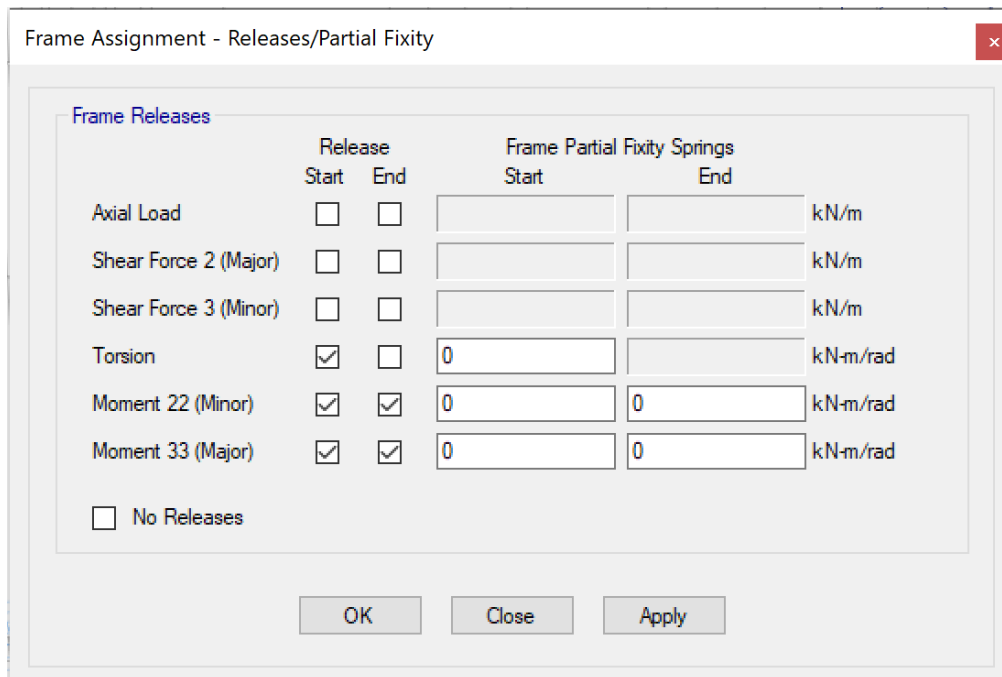 Frame Assignment - Releases/Partial Fixity
x
Frame Releases
Release Frame Partial Fixity Springs
Start End Start End
Axial Load kN/m
Shear Force 2 (Major) kN/m
Shear Force 3 (Minor) kN/m
Torsion 0 kN-m/rad
Moment 22 (Minor) 0 0 kN-m/rad
Moment 33 (Major) 0 0 kN-m/rad
No Releases
OK Close Apply